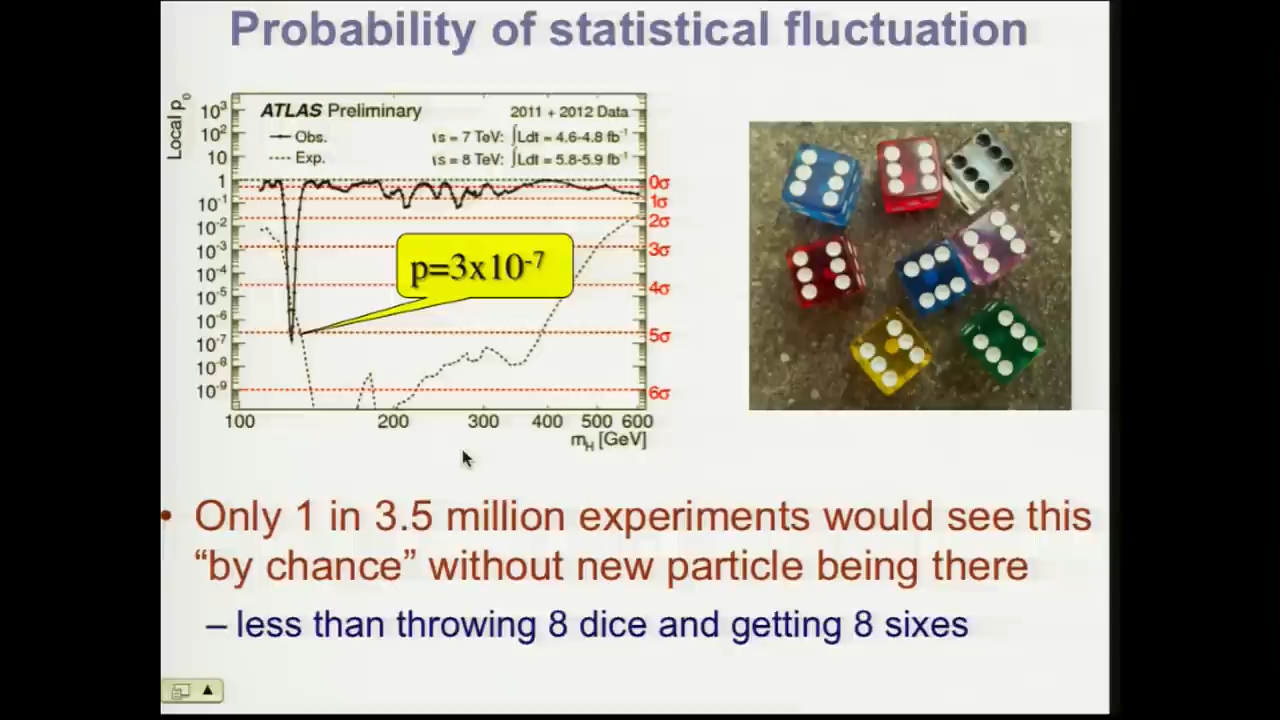 Probability of statistical fluctuation
Local p₀
ATLAS Preliminary
2011 + 2012 Data
Obs.
√s = 7 TeV: ∫Ldt = 4.6-4.8 fb⁻¹
Exp.
√s = 8 TeV: ∫Ldt = 5.8-5.9 fb⁻¹
10³
10²
10
1
10⁻¹
10⁻²
10⁻³
10⁻⁴
10⁻⁵
10⁻⁶
10⁻⁷
10⁻⁸
10⁻⁹
0σ
1σ
2σ
3σ
4σ
5σ
6σ
p=3x10⁻⁷
100 200 300 400 500 600
m_H [GeV]
• Only 1 in 3.5 million experiments would see this
“by chance” without new particle being there
– less than throwing 8 dice and getting 8 sixes